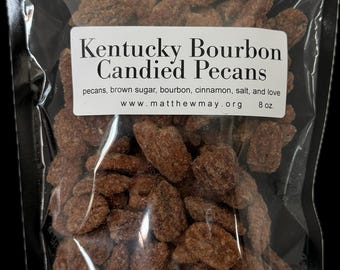 Kentucky Bourbon
Candied Pecans
pecans, brown sugar, bourbon, cinnamon, salt, and love
www.matthewmay.org 8 oz.